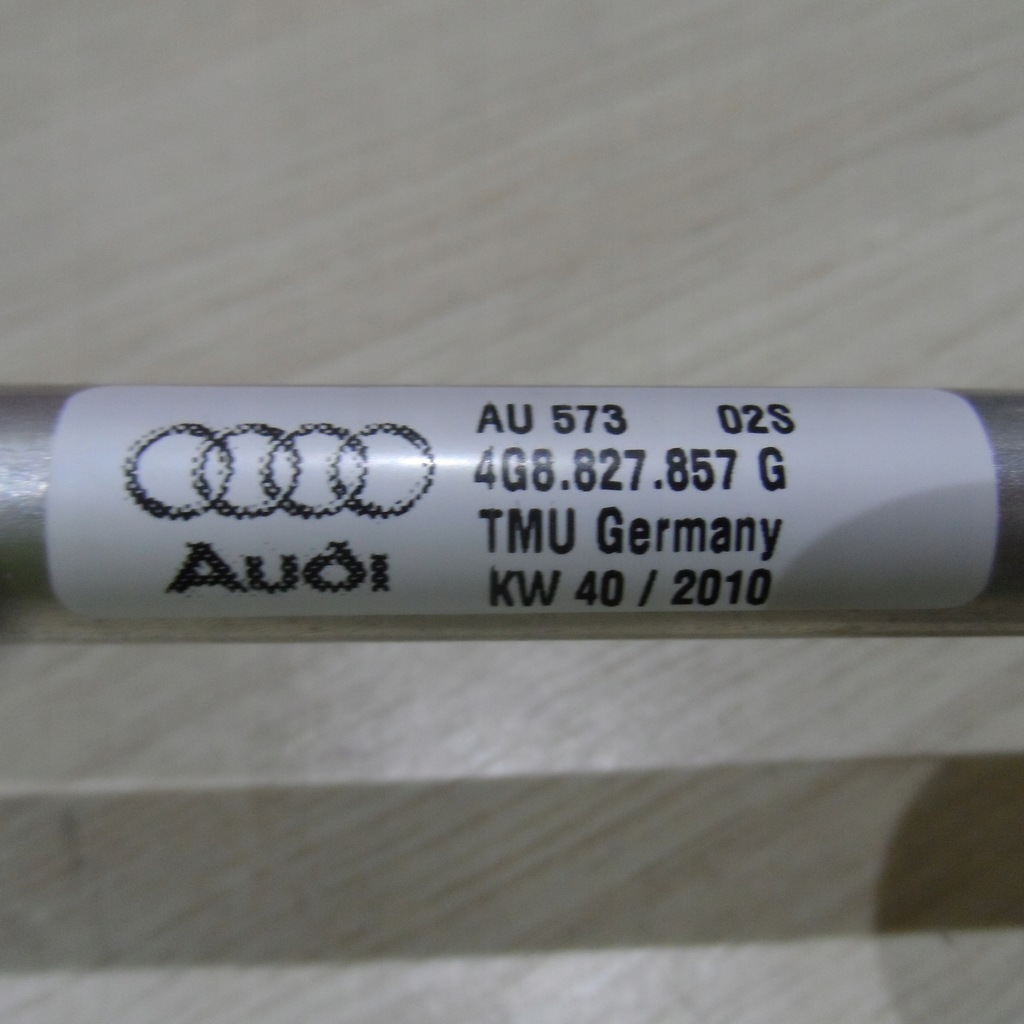 Audi
AU 573 02S
4G8.827.857 G
TMU Germany
KW 40 / 2010